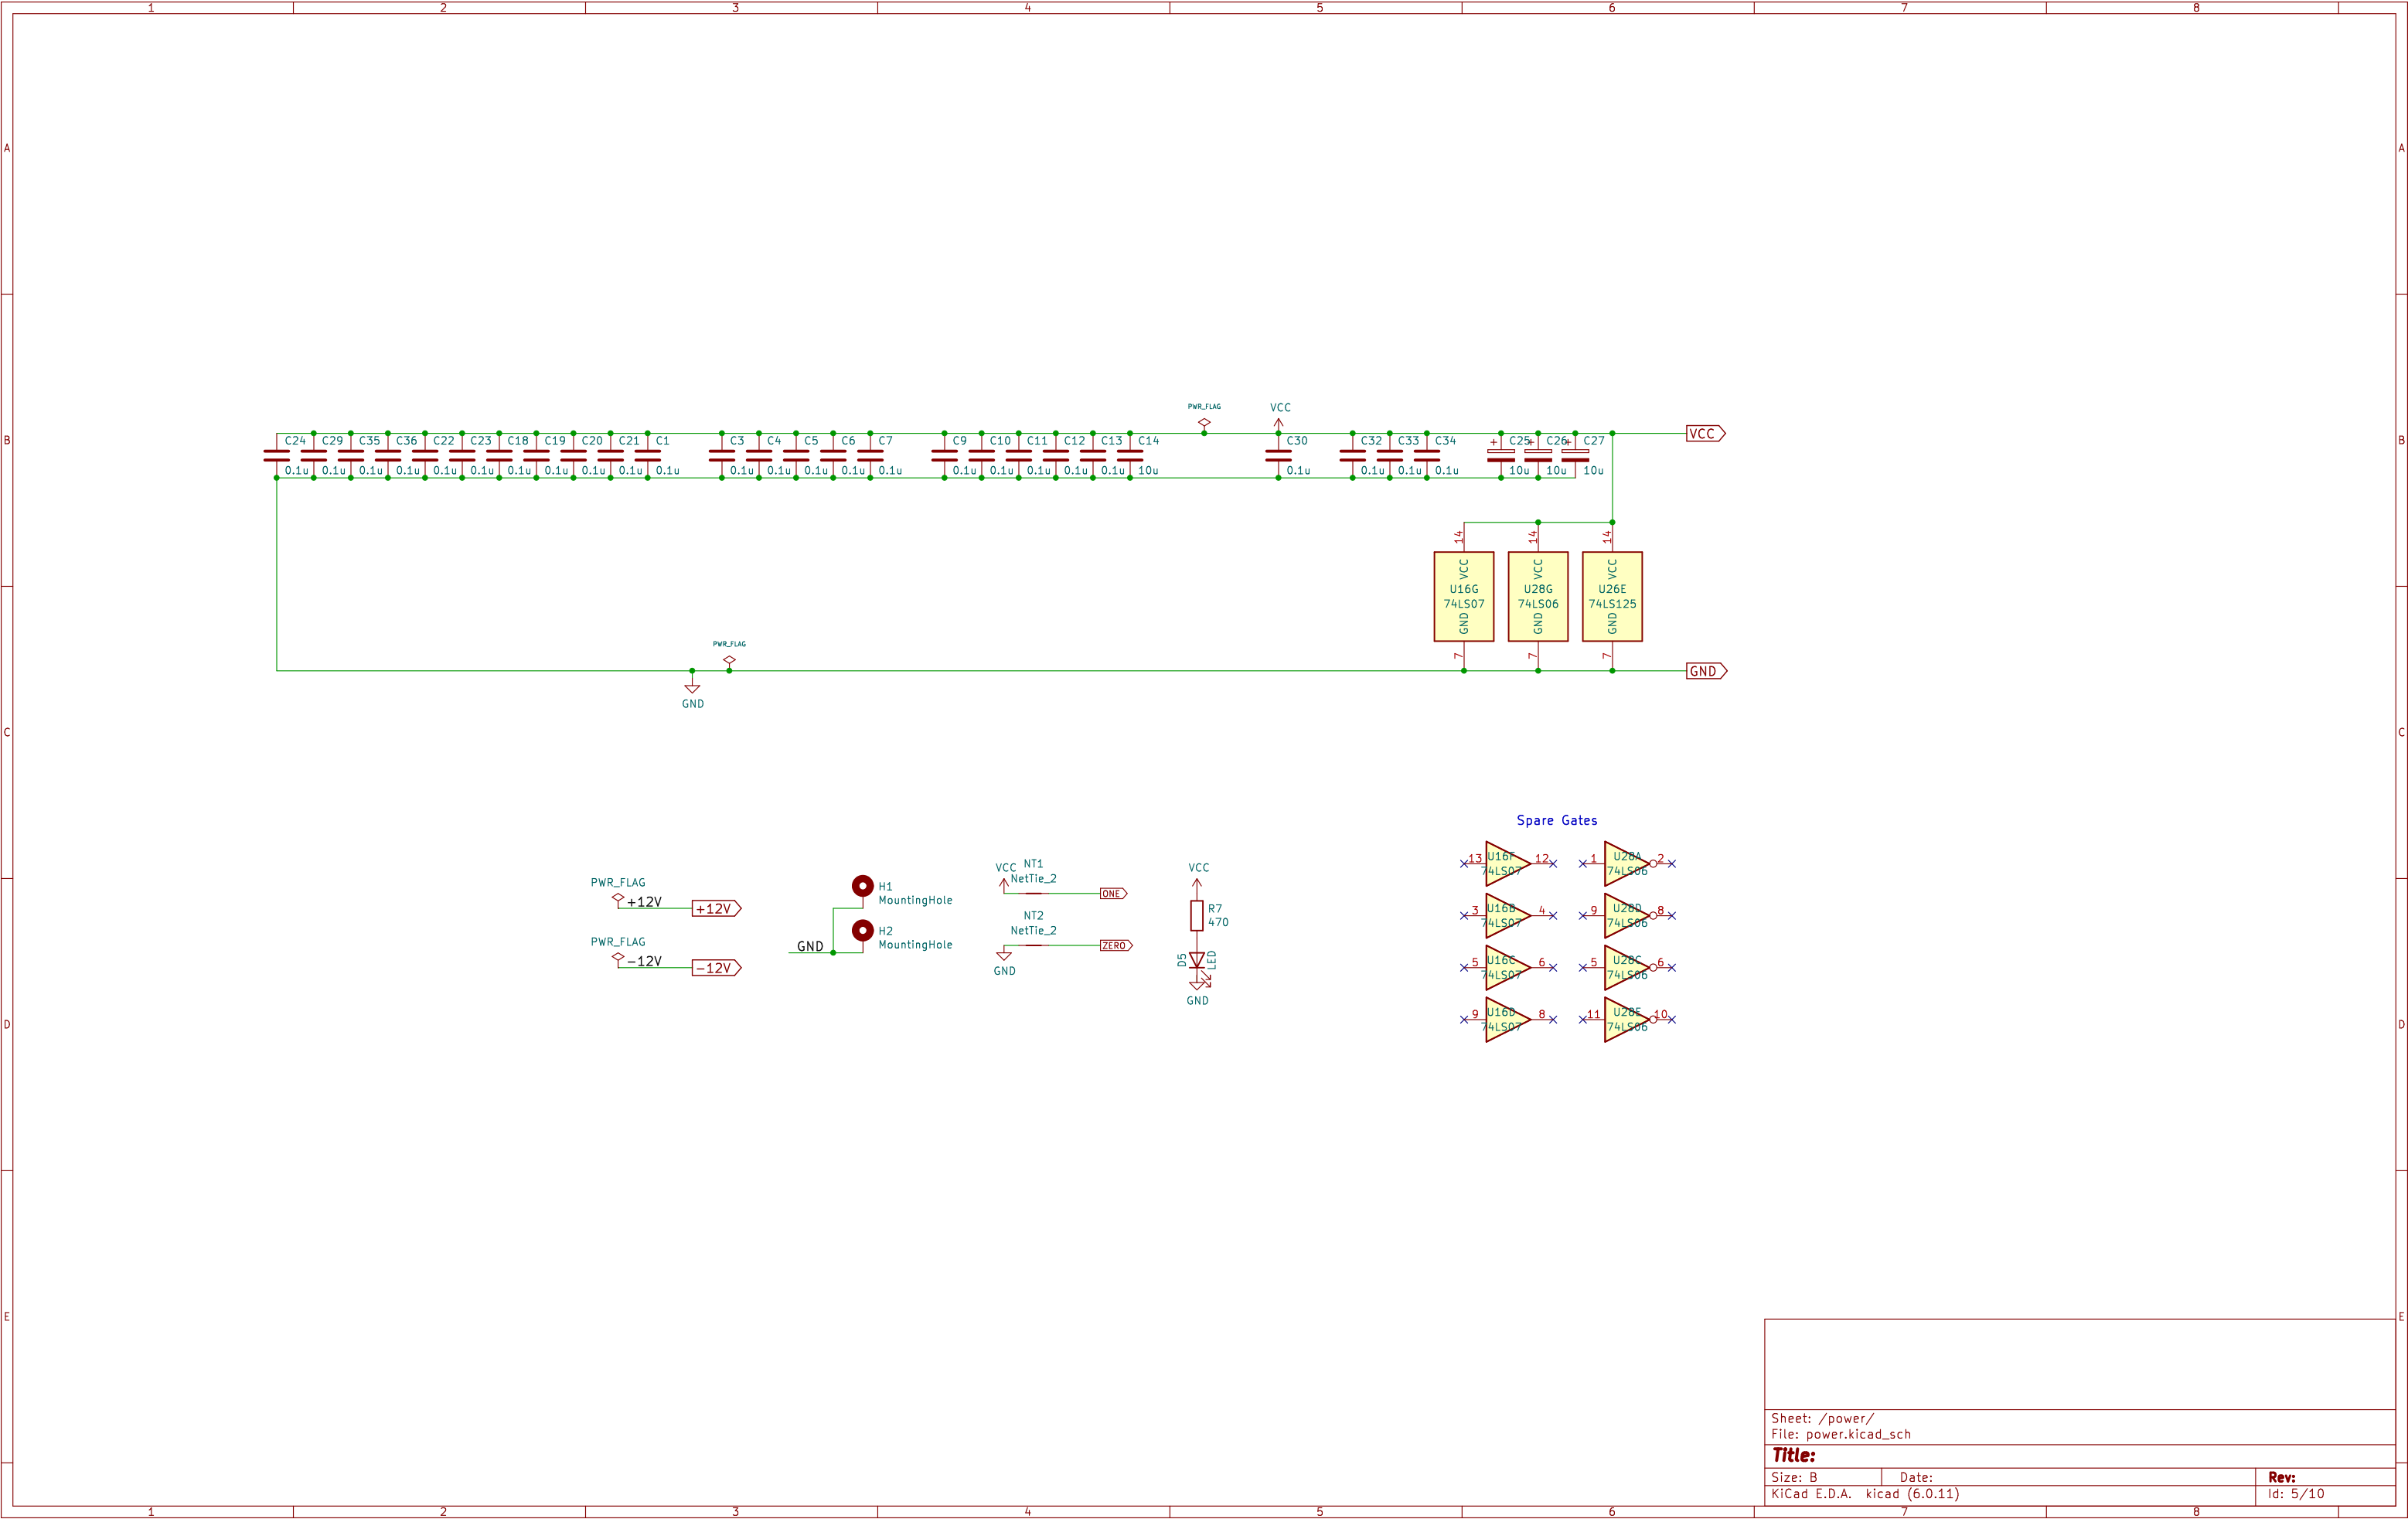 1 2 3 4 5 6 7 8
A A
PWR_FLAG VCC
B B
VCC
C24 C29 C35 C36 C22 C23 C18 C19 C20 C21 C1 C3 C4 C5 C6 C7 C9 C10 C11 C12 C13 C14 C30 C32 C33 C34 + C25 + C26 + C27
0.1u 0.1u 0.1u 0.1u 0.1u 0.1u 0.1u 0.1u 0.1u 0.1u 0.1u 0.1u 0.1u 0.1u 0.1u 0.1u 0.1u 0.1u 0.1u 0.1u 0.1u 10u 0.1u 0.1u 0.1u 0.1u 10u 10u 10u
14 14 14
VCC VCC VCC
U16G U28G U26E
74LS07 74LS06 74LS125
GND GND GND
7 7 7
PWR_FLAG
GND
GND
C C
Spare Gates
PWR_FLAG
+12V +12V
PWR_FLAG
-12V -12V
H1
MountingHole
H2
MountingHole
GND
NT1
VCC NetTie_2
ONE
NT2
NetTie_2
ZERO
GND
VCC
R7
470
D5 LED
GND
13 U16F 12
74LS07
1 U28A 2
74LS06
3 U16B 4
74LS07
9 U28D 8
74LS06
5 U16C 6
74LS07
5 U28C 6
74LS06
9 U16D 8
74LS07
11 U28E 10
74LS06
D D
E E
Sheet: /power/
File: power.kicad_sch
Title:
Size: B Date: Rev:
KiCad E.D.A. kicad (6.0.11) Id: 5/10
1 2 3 4 5 6 7 8